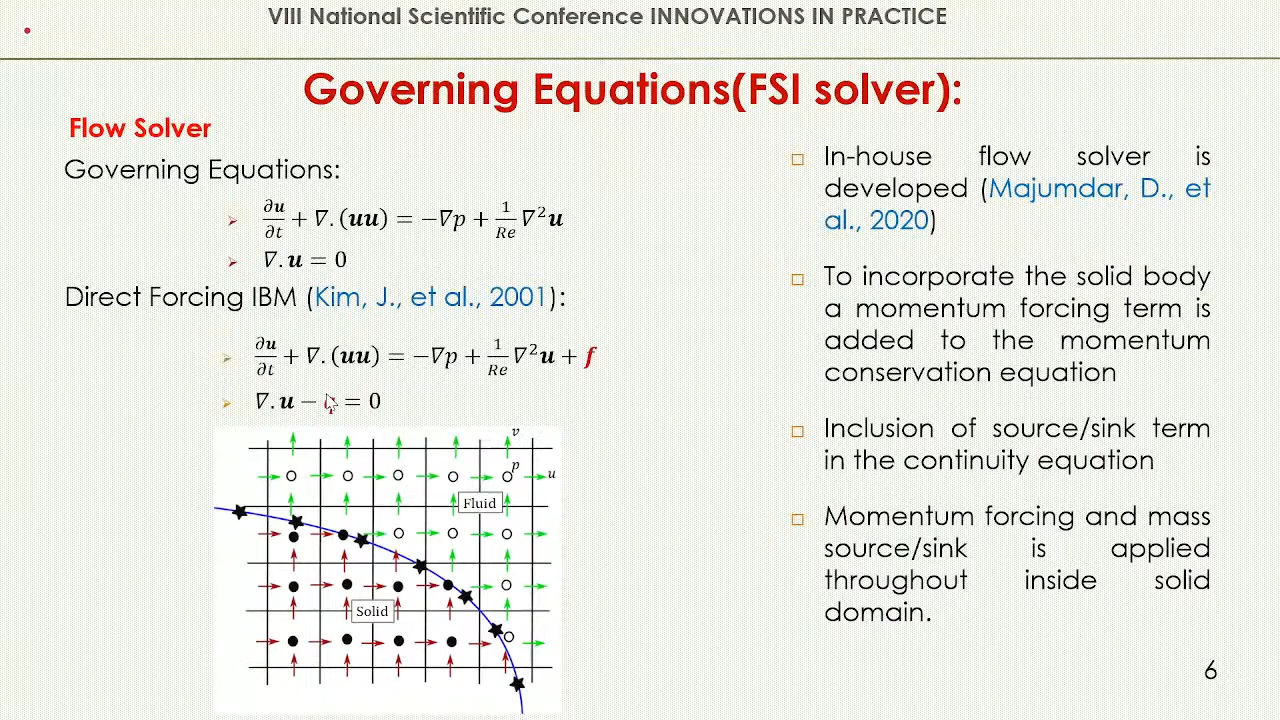 VIII National Scientific Conference INNOVATIONS IN PRACTICE
Governing Equations(FSI solver):
Flow Solver
Governing Equations:
∂u/∂t + ∇.(uu) = −∇p + 1/Re ∇²u
∇.u = 0
Direct Forcing IBM (Kim, J., et al., 2001):
∂u/∂t + ∇.(uu) = −∇p + 1/Re ∇²u + f
∇.u − = 0
v
p
u
Fluid
Solid
In-house flow solver is
developed (Majumdar, D., et
al., 2020)
To incorporate the solid body
a momentum forcing term is
added to the momentum
conservation equation
Inclusion of source/sink term
in the continuity equation
Momentum forcing and mass
source/sink is applied
throughout inside solid
domain.
6